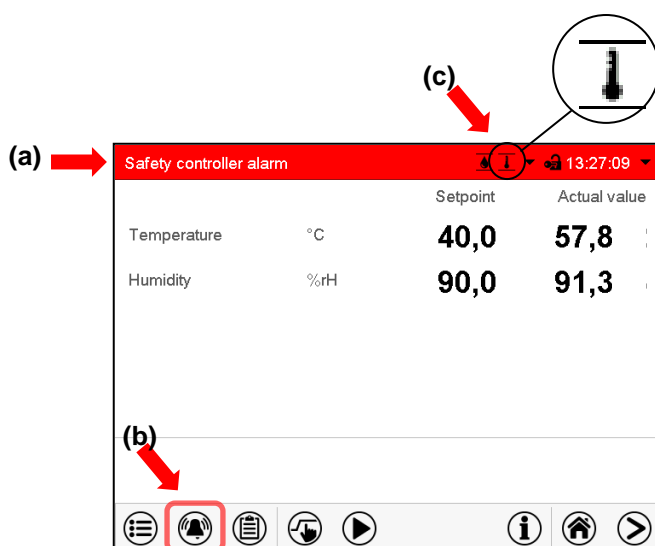 (c)
(a)
Safety controller alarm 13:27:09
Setpoint Actual value
Temperature °C 40,0 57,8
Humidity %rH 90,0 91,3
(b)